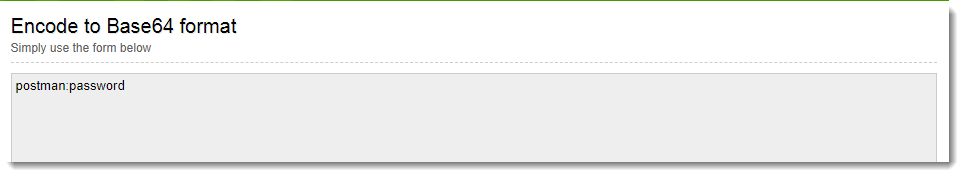 Encode to Base64 format
Simply use the form below
postman:password